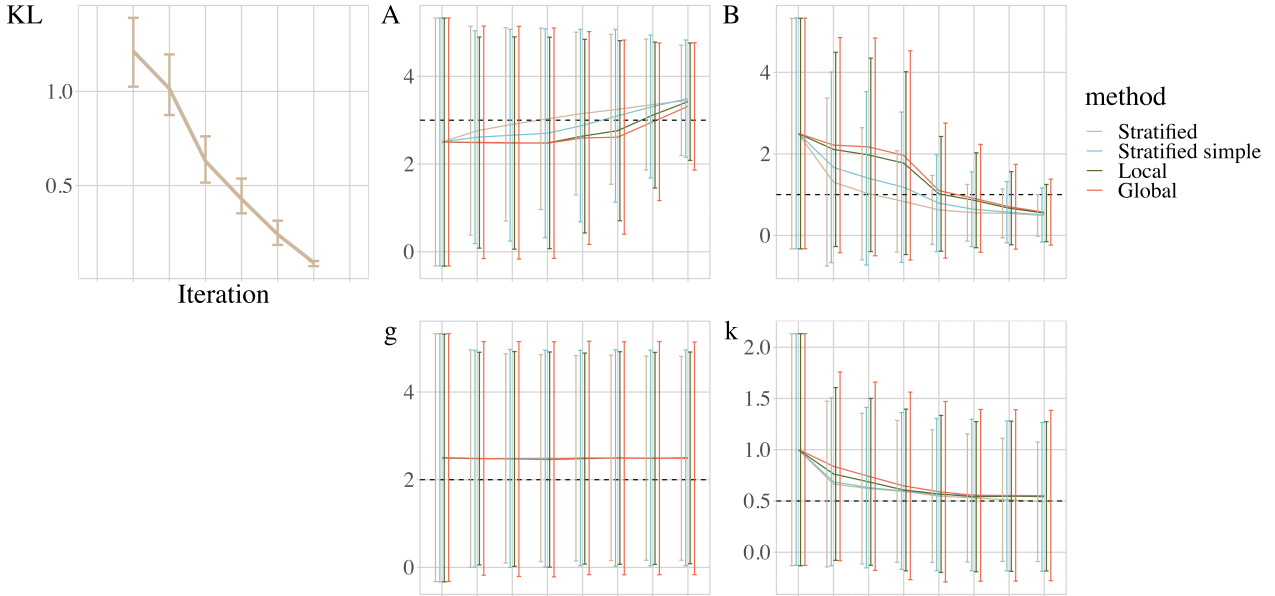 KL
1.0
0.5
Iteration
A
4
2
0
B
4
2
0
method
Stratified
Stratified simple
Local
Global
g
4
2
0
k
2.0
1.5
1.0
0.5
0.0